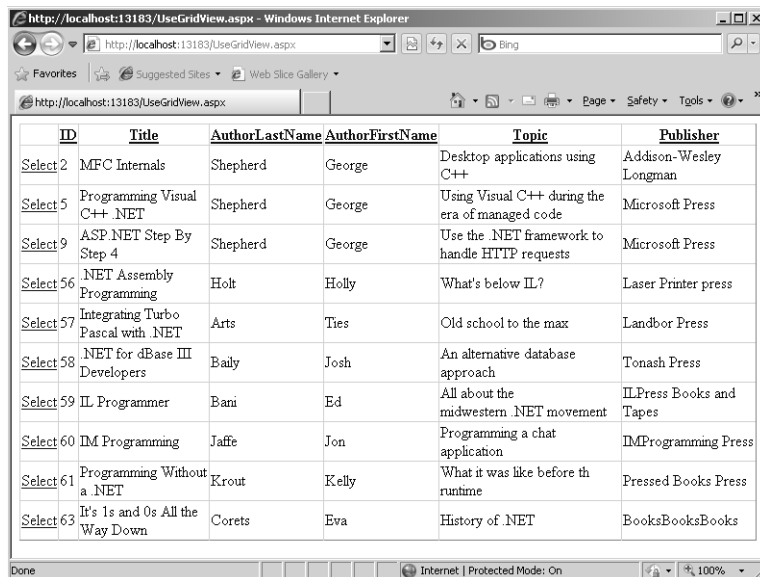 http://localhost:13183/UseGridView.aspx - Windows Internet Explorer
http://localhost:13183/UseGridView.aspx
Bing
Favorites Suggested Sites Web Slice Gallery
http://localhost:13183/UseGridView.aspx
Page Safety Tools »
ID Title AuthorLastName AuthorFirstName Topic Publisher
Select 2 MFC Internals Shepherd George Desktop applications using C++ Addison-Wesley Longman
Select 5 Programming Visual C++ .NET Shepherd George Using Visual C++ during the era of managed code Microsoft Press
Select 9 ASP.NET Step By Step 4 Shepherd George Use the .NET framework to handle HTTP requests Microsoft Press
Select 56 .NET Assembly Programming Holt Holly What's below IL? Laser Printer press
Select 57 Integrating Turbo Pascal with .NET Arts Ties Old school to the max Landbor Press
Select 58 .NET for dBase III Developers Baily Josh An alternative database approach Tonash Press
Select 59 IL Programmer Bani Ed All about the midwestern .NET movement ILPress Books and Tapes
Select 60 IM Programming Jaffe Jon Programming a chat application IMProgramming Press
Select 61 Programming Without a .NET Krout Kelly What it was like before th runtime Pressed Books Press
Select 63 It's 1s and 0s All the Way Down Corets Eva History of .NET BooksBooksBooks
Done Internet | Protected Mode: On 100%